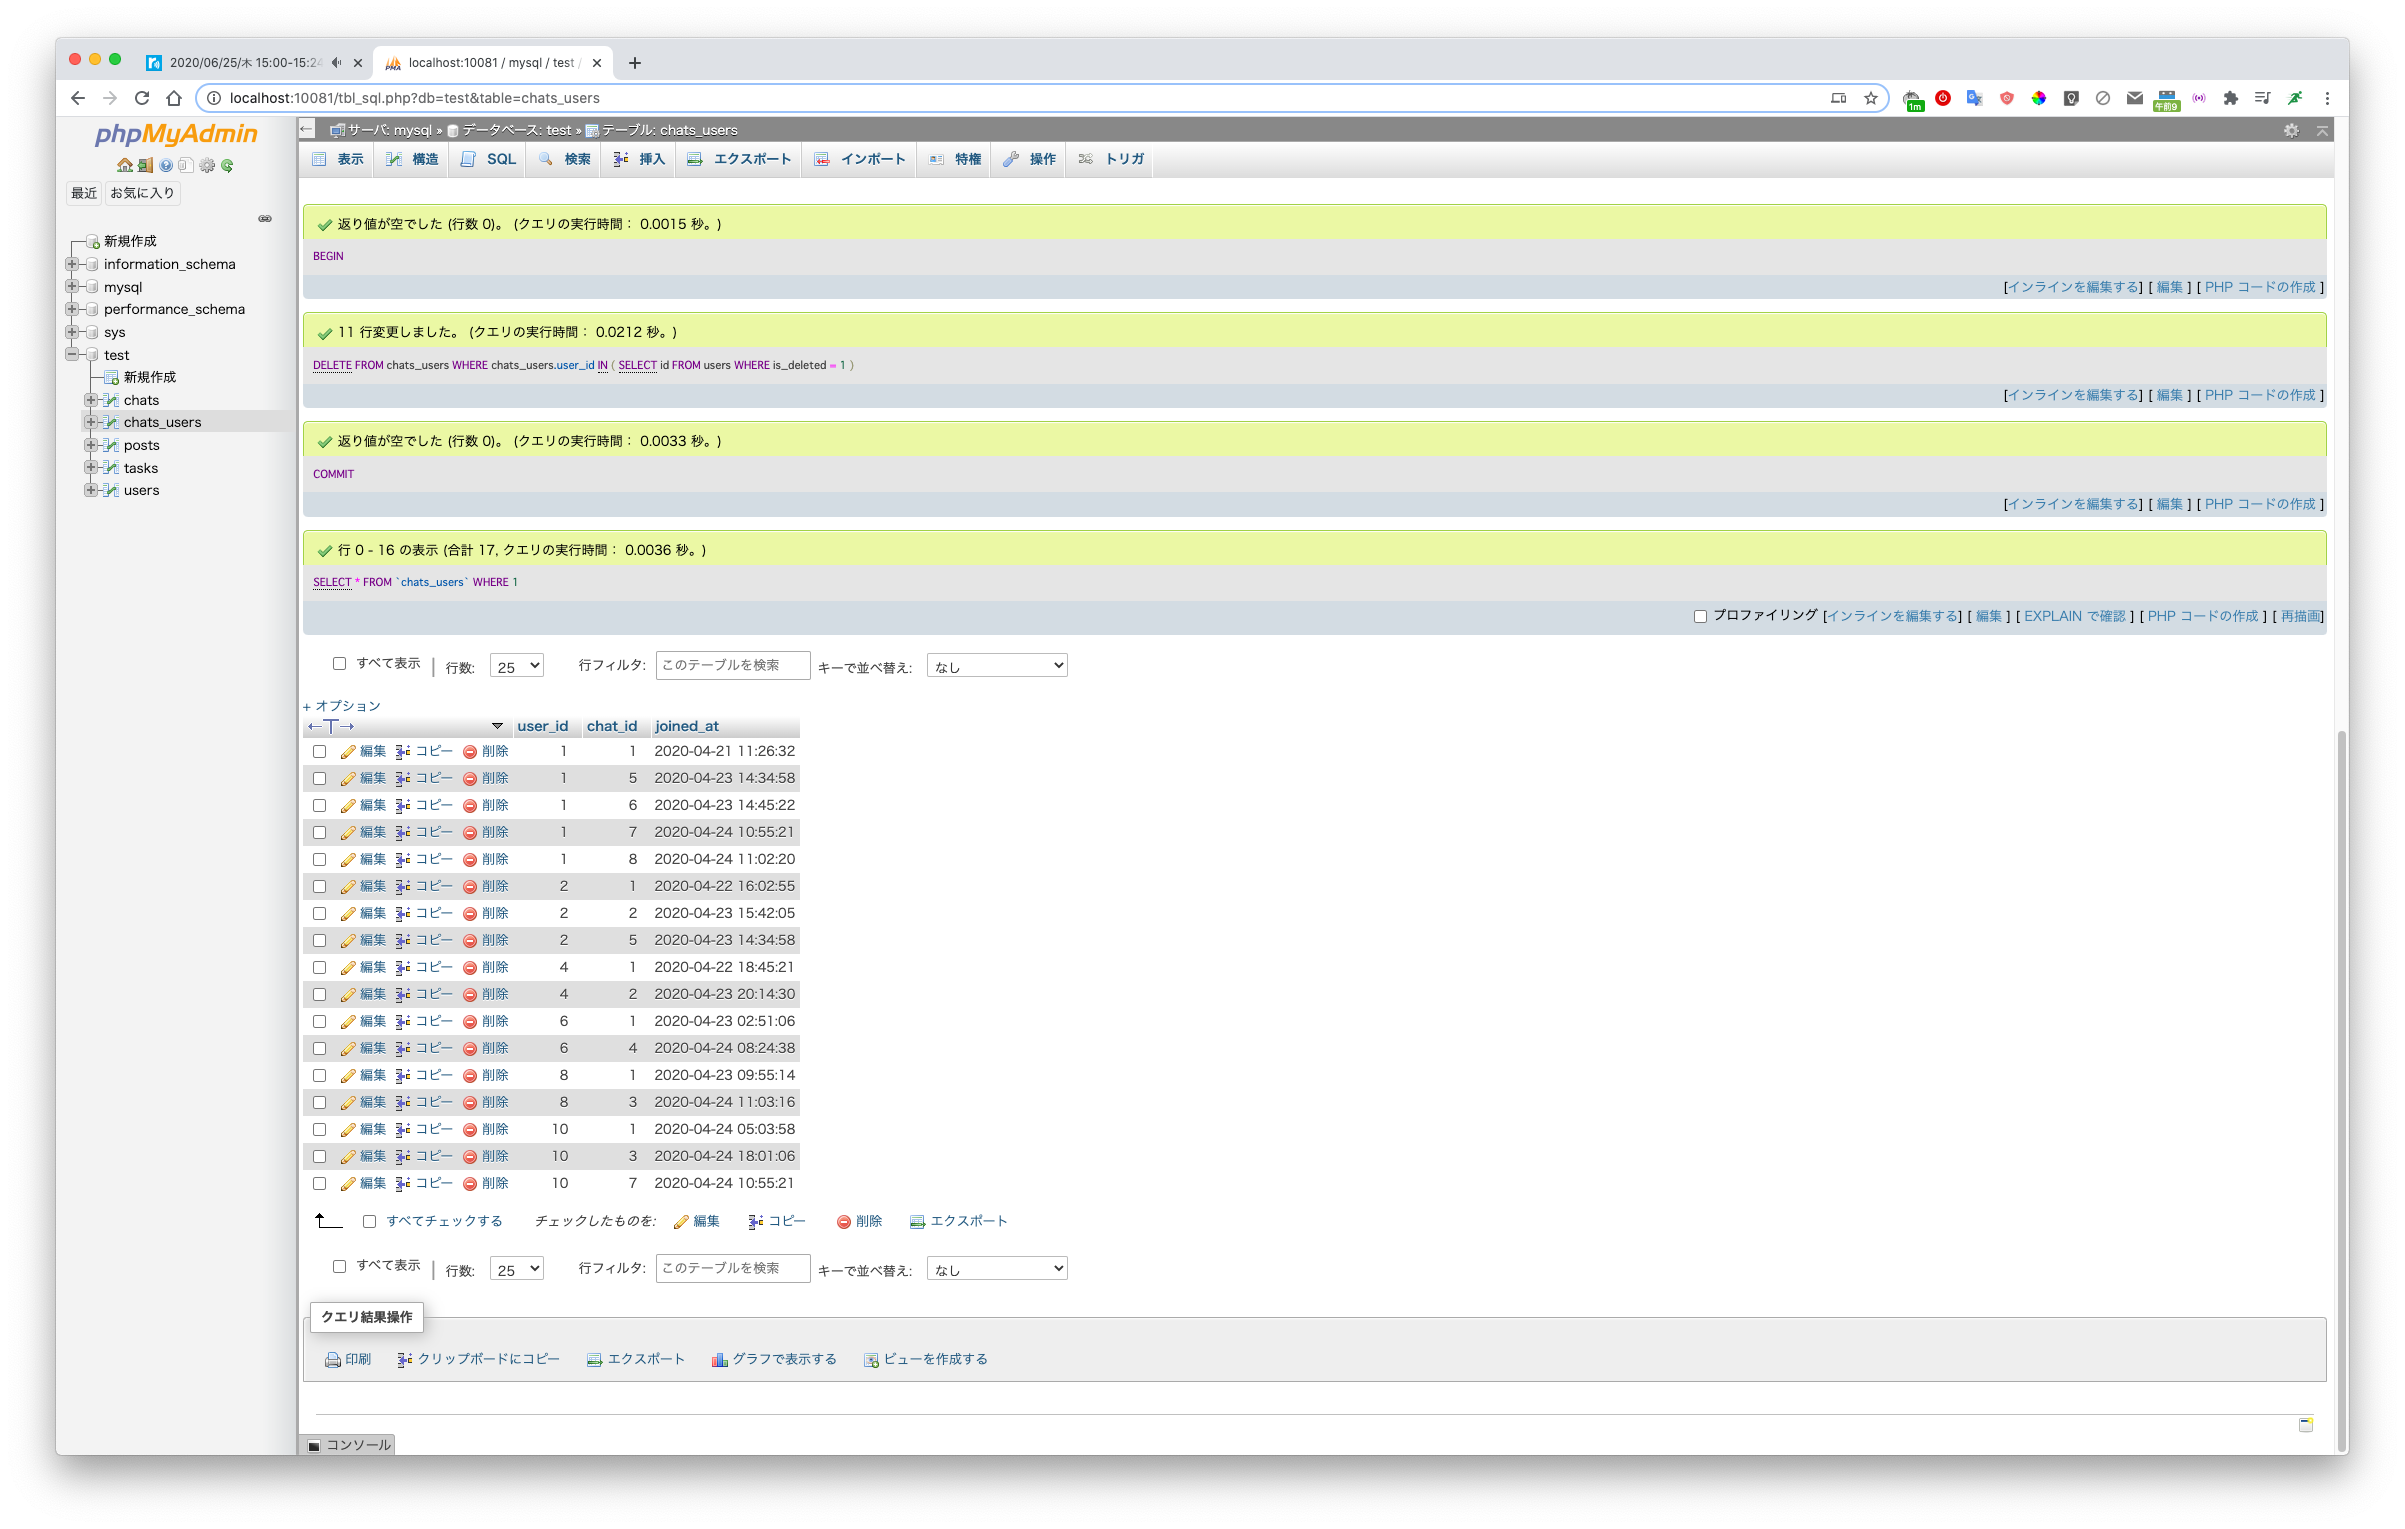 2020/06/25/木 15:00-15:24
localhost:10081 / mysql / test /
localhost:10081/tbl_sql.php?db=test&table=chats_users
1m
午前9
phpMyAdmin
最近 お気に入り
新規作成
information_schema
mysql
performance_schema
sys
test
新規作成
chats
chats_users
posts
tasks
users
サーバ: mysql » データベース: test » テーブル: chats_users
表示 構造 SQL 検索 挿入 エクスポート インポート 特権 操作 トリガ
返り値が空でした (行数 0)。 (クエリの実行時間： 0.0015 秒。)
BEGIN
[インラインを編集する] [ 編集 ] [ PHP コードの作成 ]
11 行変更しました。 (クエリの実行時間： 0.0212 秒。)
DELETE FROM chats_users WHERE chats_users.user_id IN ( SELECT id FROM users WHERE is_deleted = 1 )
[インラインを編集する] [ 編集 ] [ PHP コードの作成 ]
返り値が空でした (行数 0)。 (クエリの実行時間： 0.0033 秒。)
COMMIT
[インラインを編集する] [ 編集 ] [ PHP コードの作成 ]
行 0 - 16 の表示 (合計 17, クエリの実行時間： 0.0036 秒。)
SELECT * FROM `chats_users` WHERE 1
プロファイリング [インラインを編集する] [ 編集 ] [ EXPLAIN で確認 ] [ PHP コードの作成 ] [ 再描画]
すべて表示 | 行数: 25 行フィルタ: このテーブルを検索 キーで並べ替え: なし
+ オプション
←T→ user_id chat_id joined_at
編集 コピー 削除 1 1 2020-04-21 11:26:32
編集 コピー 削除 1 5 2020-04-23 14:34:58
編集 コピー 削除 1 6 2020-04-23 14:45:22
編集 コピー 削除 1 7 2020-04-24 10:55:21
編集 コピー 削除 1 8 2020-04-24 11:02:20
編集 コピー 削除 2 1 2020-04-22 16:02:55
編集 コピー 削除 2 2 2020-04-23 15:42:05
編集 コピー 削除 2 5 2020-04-23 14:34:58
編集 コピー 削除 4 1 2020-04-22 18:45:21
編集 コピー 削除 4 2 2020-04-23 20:14:30
編集 コピー 削除 6 1 2020-04-23 02:51:06
編集 コピー 削除 6 4 2020-04-24 08:24:38
編集 コピー 削除 8 1 2020-04-23 09:55:14
編集 コピー 削除 8 3 2020-04-24 11:03:16
編集 コピー 削除 10 1 2020-04-24 05:03:58
編集 コピー 削除 10 3 2020-04-24 18:01:06
編集 コピー 削除 10 7 2020-04-24 10:55:21
すべてチェックする チェックしたものを: 編集 コピー 削除 エクスポート
すべて表示 | 行数: 25 行フィルタ: このテーブルを検索 キーで並べ替え: なし
クエリ結果操作
印刷 クリップボードにコピー エクスポート グラフで表示する ビューを作成する
コンソール